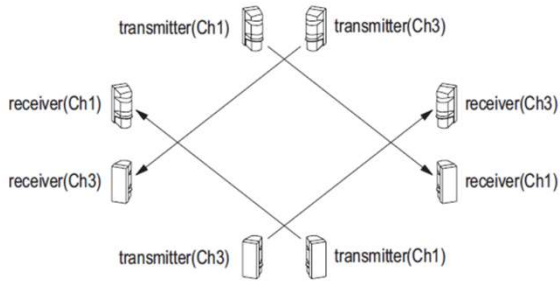 transmitter(Ch1) transmitter(Ch3)
receiver(Ch1) receiver(Ch3)
receiver(Ch3) receiver(Ch1)
transmitter(Ch3) transmitter(Ch1)